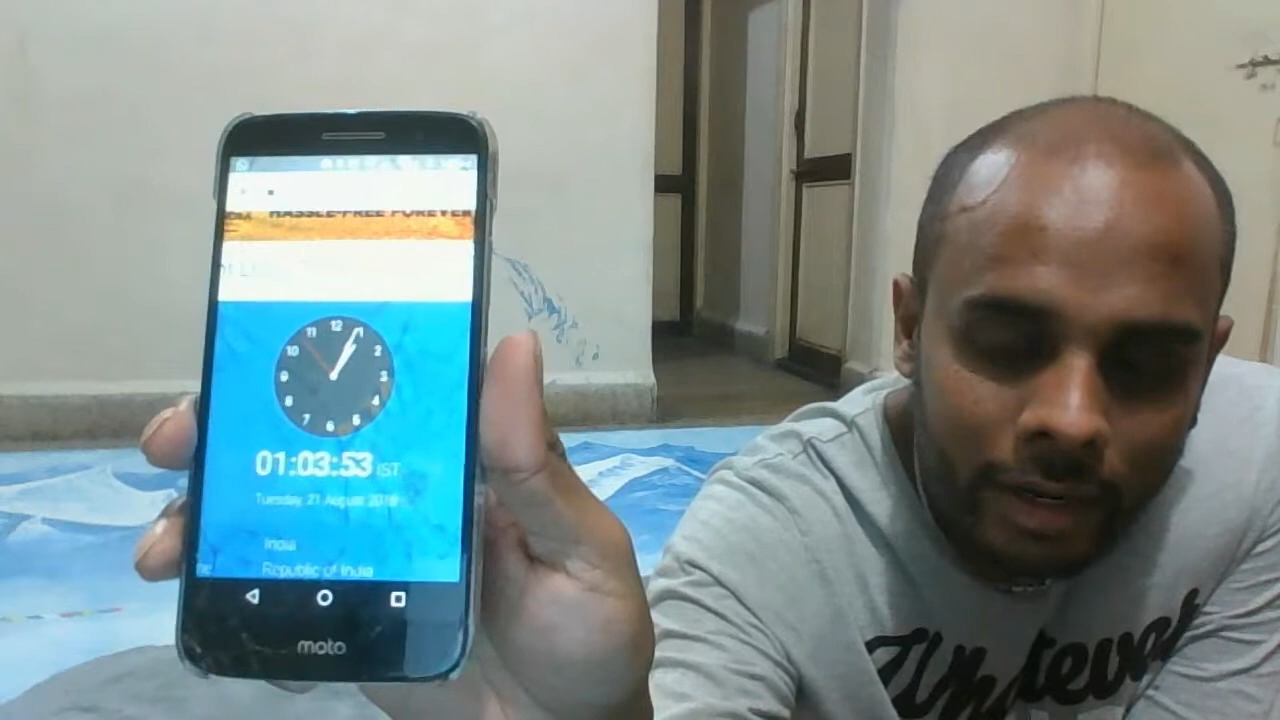 HASSLE-FREE FOREVER
12
11
1
10
2
9
3
8
4
7
5
6
01:03:53 IST
Tuesday, 21 August 2018
India
Republic of India
moto